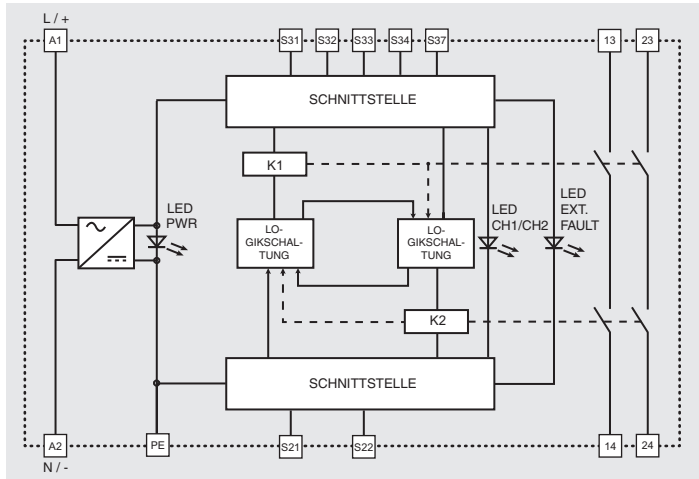 L / +
A1
S31
S32
S33
S34
S37
13
23
SCHNITTSTELLE
K1
LED
PWR
LO-
GIKSCHAL-
TUNG
LO-
GIKSCHAL-
TUNG
LED
CH1/CH2
LED
EXT.
FAULT
K2
SCHNITTSTELLE
A2
PE
S21
S22
14
24
N / -